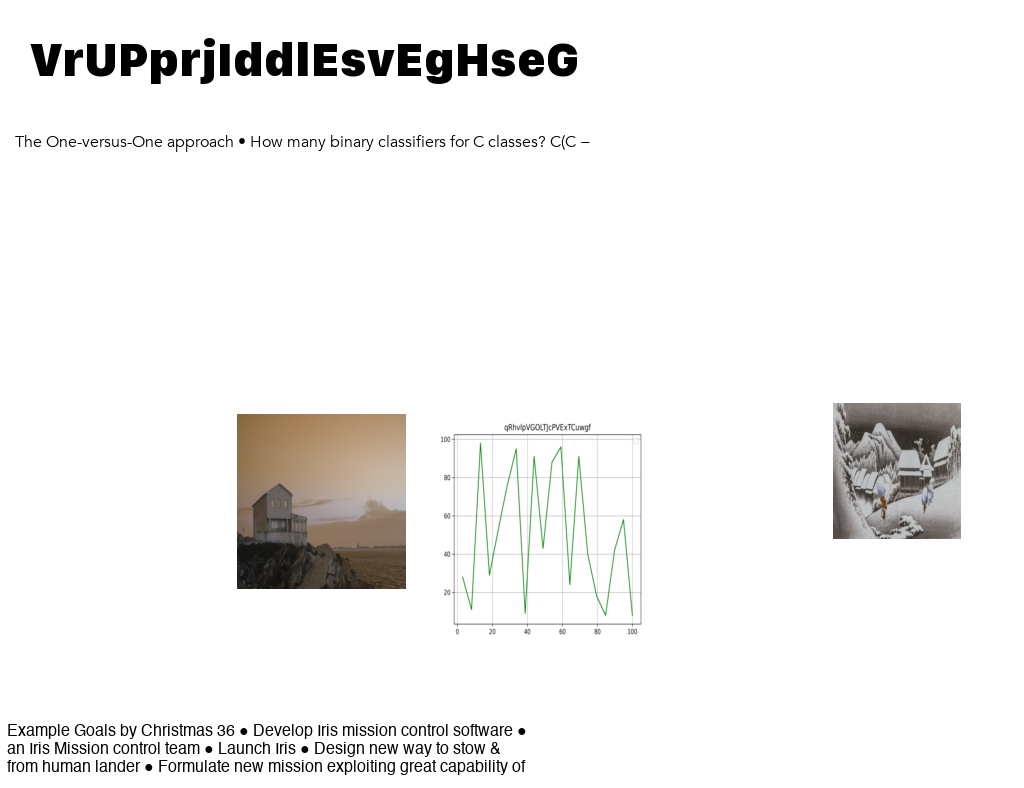 VrUPprjIddlEsvEgHseG
The One-versus-One approach • How many binary classifiers for C classes? C(C –
qRhvlpVGOLTJcPVExTCuwgf
100
80
60
40
20
0 20 40 60 80 100
Example Goals by Christmas 36 ● Develop Iris mission control software ●
an Iris Mission control team ● Launch Iris ● Design new way to stow &
from human lander ● Formulate new mission exploiting great capability of